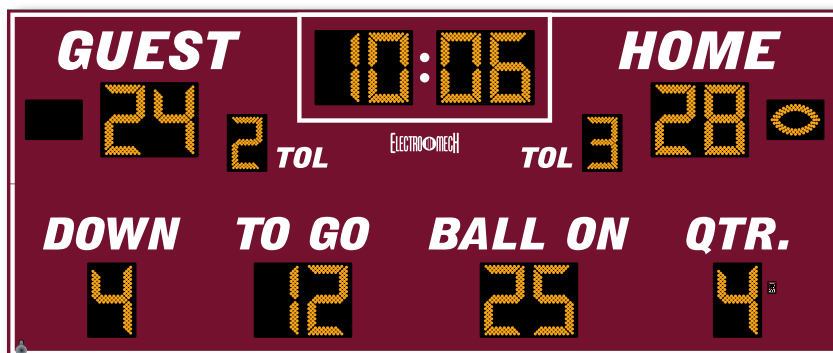 GUEST 10:06 HOME
24 28
2 TOL ELECTRO MECH TOL 3
DOWN TO GO BALL ON QTR.
4 12 25 4